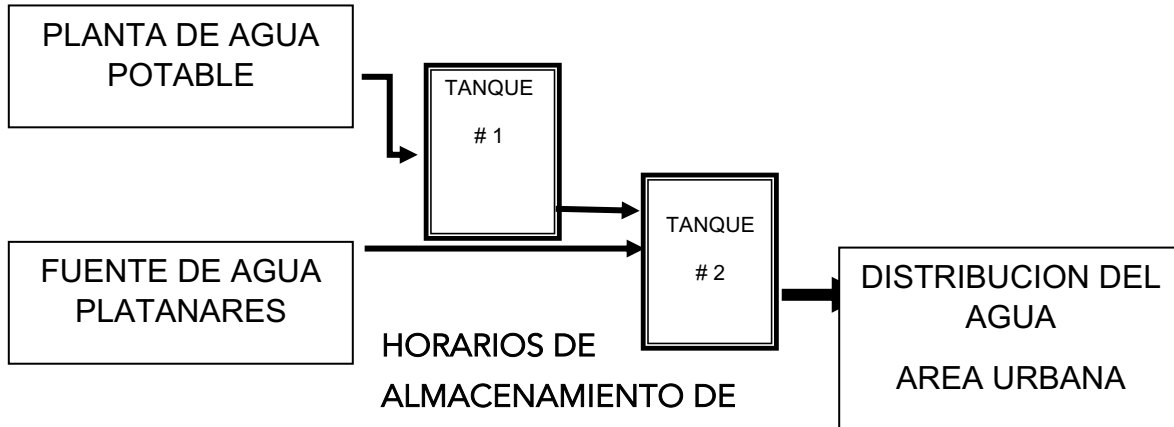 PLANTA DE AGUA
POTABLE
TANQUE
# 1
TANQUE
# 2
FUENTE DE AGUA
PLATANARES
DISTRIBUCION DEL
AGUA
AREA URBANA
HORARIOS DE
ALMACENAMIENTO DE